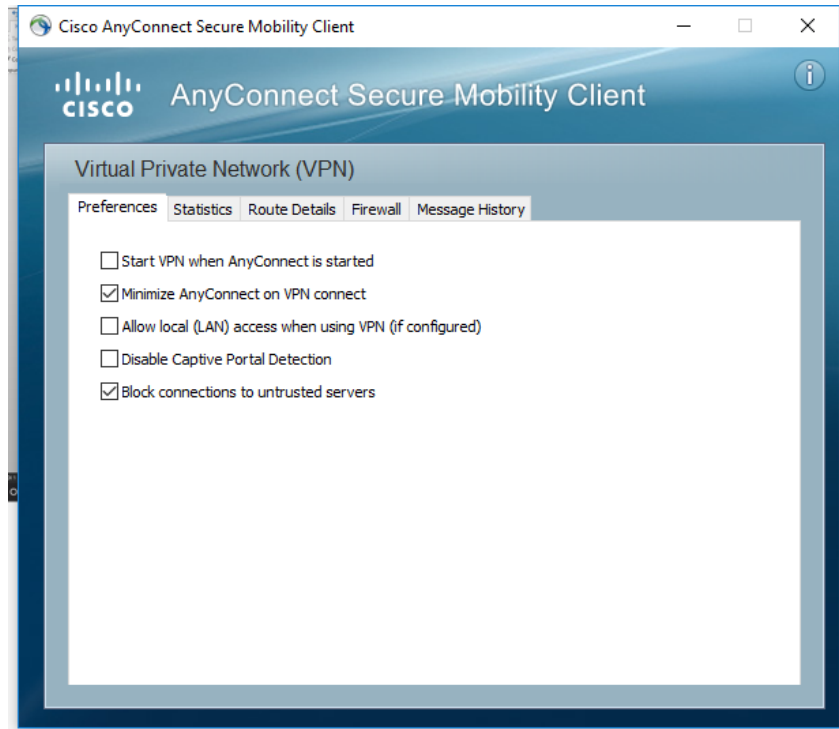 Cisco AnyConnect Secure Mobility Client
CISCO AnyConnect Secure Mobility Client
Virtual Private Network (VPN)
Preferences Statistics Route Details Firewall Message History
Start VPN when AnyConnect is started
Minimize AnyConnect on VPN connect
Allow local (LAN) access when using VPN (if configured)
Disable Captive Portal Detection
Block connections to untrusted servers